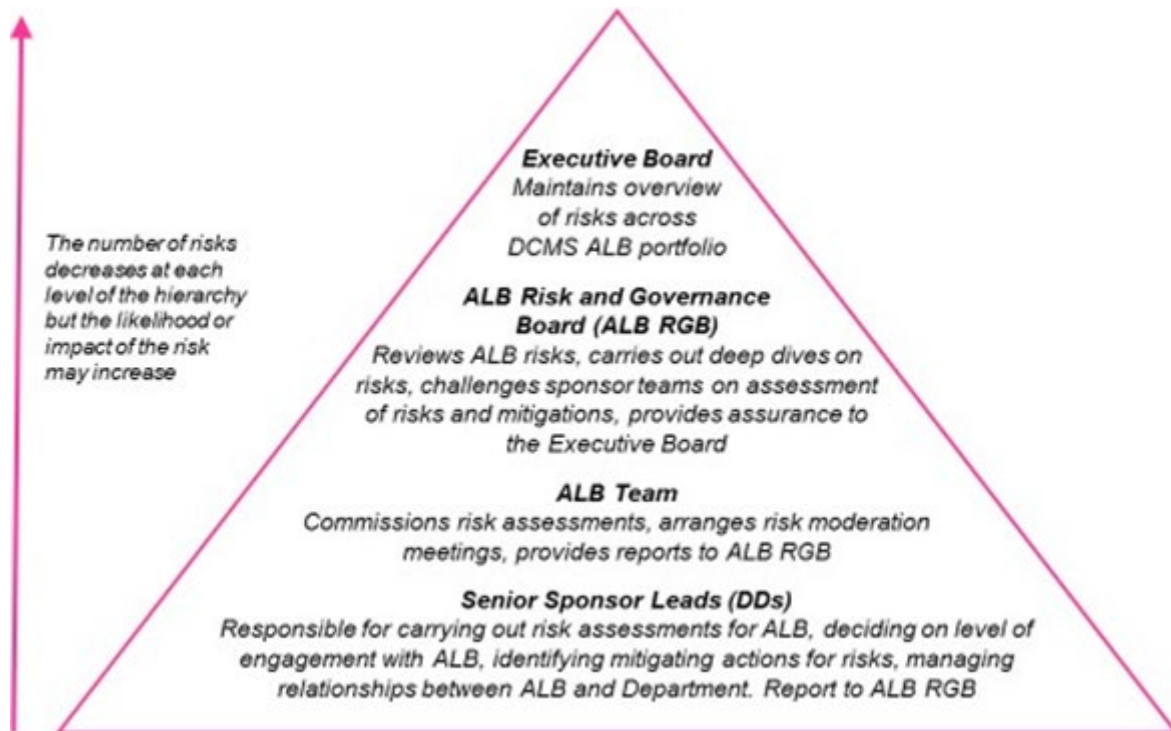 The number of risks
decreases at each
level of the hierarchy
but the likelihood or
impact of the risk
may increase
Executive Board
Maintains overview
of risks across
DCMS ALB portfolio
ALB Risk and Governance
Board (ALB RGB)
Reviews ALB risks, carries out deep dives on
risks, challenges sponsor teams on assessment
of risks and mitigations, provides assurance to
the Executive Board
ALB Team
Commissions risk assessments, arranges risk moderation
meetings, provides reports to ALB RGB
Senior Sponsor Leads (DDs)
Responsible for carrying out risk assessments for ALB, deciding on level of
engagement with ALB, identifying mitigating actions for risks, managing
relationships between ALB and Department. Report to ALB RGB